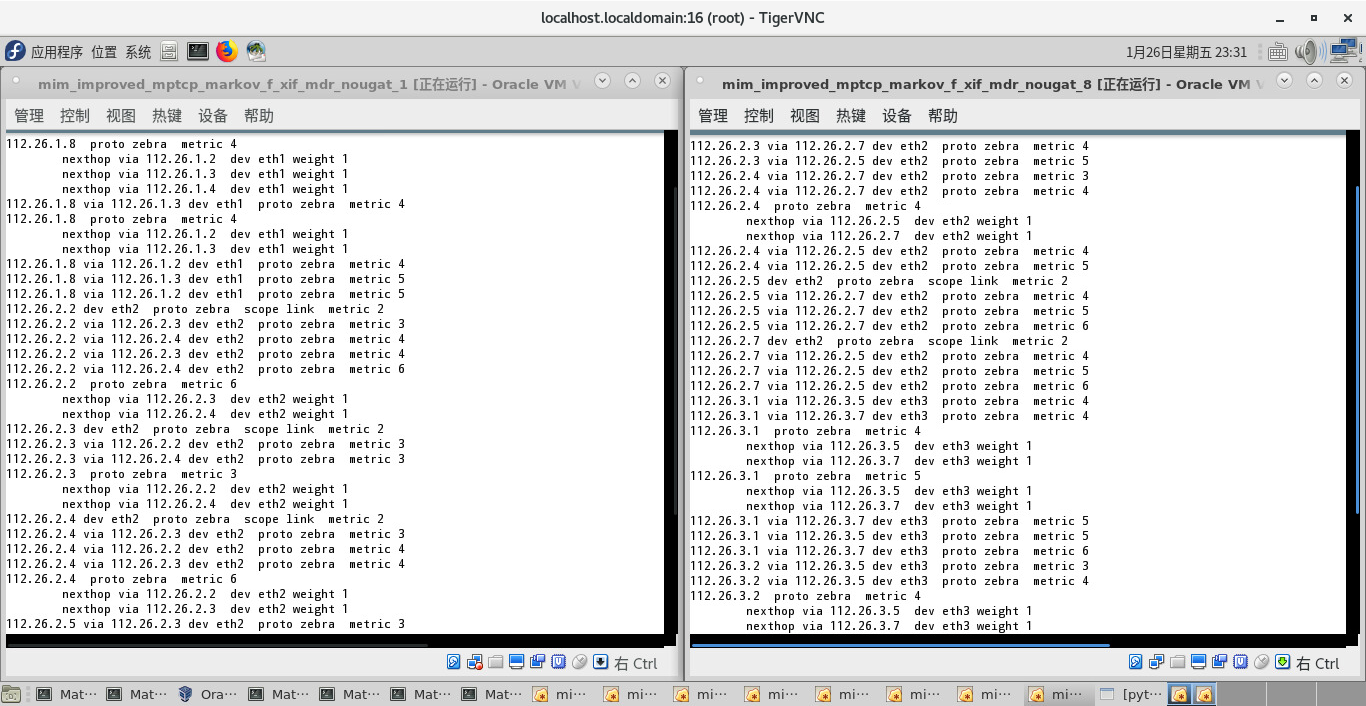 localhost.localdomain:16 (root) - TigerVNC
应用程序 位置 系统
1月26日星期五 23:31
mim_improved_mptcp_markov_f_xif_mdr_nougat_1 [正在运行] - Oracle VM V
管理 控制 视图 热键 设备 帮助
112.26.1.8  proto zebra  metric 4
        nexthop via 112.26.1.2  dev eth1 weight 1
        nexthop via 112.26.1.3  dev eth1 weight 1
        nexthop via 112.26.1.4  dev eth1 weight 1
112.26.1.8 via 112.26.1.3 dev eth1  proto zebra  metric 4
112.26.1.8  proto zebra  metric 4
        nexthop via 112.26.1.2  dev eth1 weight 1
        nexthop via 112.26.1.3  dev eth1 weight 1
112.26.1.8 via 112.26.1.2 dev eth1  proto zebra  metric 4
112.26.1.8 via 112.26.1.3 dev eth1  proto zebra  metric 5
112.26.1.8 via 112.26.1.2 dev eth1  proto zebra  metric 5
112.26.2.2 dev eth2  proto zebra  scope link  metric 2
112.26.2.2 via 112.26.2.3 dev eth2  proto zebra  metric 3
112.26.2.2 via 112.26.2.4 dev eth2  proto zebra  metric 4
112.26.2.2 via 112.26.2.3 dev eth2  proto zebra  metric 4
112.26.2.2 via 112.26.2.4 dev eth2  proto zebra  metric 6
112.26.2.2  proto zebra  metric 6
        nexthop via 112.26.2.3  dev eth2 weight 1
        nexthop via 112.26.2.4  dev eth2 weight 1
112.26.2.3 dev eth2  proto zebra  scope link  metric 2
112.26.2.3 via 112.26.2.2 dev eth2  proto zebra  metric 3
112.26.2.3 via 112.26.2.4 dev eth2  proto zebra  metric 3
112.26.2.3  proto zebra  metric 3
        nexthop via 112.26.2.2  dev eth2 weight 1
        nexthop via 112.26.2.4  dev eth2 weight 1
112.26.2.4 dev eth2  proto zebra  scope link  metric 2
112.26.2.4 via 112.26.2.3 dev eth2  proto zebra  metric 3
112.26.2.4 via 112.26.2.2 dev eth2  proto zebra  metric 4
112.26.2.4 via 112.26.2.3 dev eth2  proto zebra  metric 4
112.26.2.4  proto zebra  metric 6
        nexthop via 112.26.2.2  dev eth2 weight 1
        nexthop via 112.26.2.3  dev eth2 weight 1
112.26.2.5 via 112.26.2.3 dev eth2  proto zebra  metric 3
右 Ctrl
mim_improved_mptcp_markov_f_xif_mdr_nougat_8 [正在运行] - Oracle VM V
管理 控制 视图 热键 设备 帮助
112.26.2.3 via 112.26.2.7 dev eth2  proto zebra  metric 4
112.26.2.3 via 112.26.2.5 dev eth2  proto zebra  metric 5
112.26.2.4 via 112.26.2.7 dev eth2  proto zebra  metric 3
112.26.2.4 via 112.26.2.7 dev eth2  proto zebra  metric 4
112.26.2.4  proto zebra  metric 4
        nexthop via 112.26.2.5  dev eth2 weight 1
        nexthop via 112.26.2.7  dev eth2 weight 1
112.26.2.4 via 112.26.2.5 dev eth2  proto zebra  metric 4
112.26.2.4 via 112.26.2.5 dev eth2  proto zebra  metric 5
112.26.2.5 dev eth2  proto zebra  scope link  metric 2
112.26.2.5 via 112.26.2.7 dev eth2  proto zebra  metric 4
112.26.2.5 via 112.26.2.7 dev eth2  proto zebra  metric 5
112.26.2.5 via 112.26.2.7 dev eth2  proto zebra  metric 6
112.26.2.7 dev eth2  proto zebra  scope link  metric 2
112.26.2.7 via 112.26.2.5 dev eth2  proto zebra  metric 4
112.26.2.7 via 112.26.2.5 dev eth2  proto zebra  metric 5
112.26.2.7 via 112.26.2.5 dev eth2  proto zebra  metric 6
112.26.3.1 via 112.26.3.5 dev eth3  proto zebra  metric 4
112.26.3.1 via 112.26.3.7 dev eth3  proto zebra  metric 4
112.26.3.1  proto zebra  metric 4
        nexthop via 112.26.3.5  dev eth3 weight 1
        nexthop via 112.26.3.7  dev eth3 weight 1
112.26.3.1  proto zebra  metric 5
        nexthop via 112.26.3.5  dev eth3 weight 1
        nexthop via 112.26.3.7  dev eth3 weight 1
112.26.3.1 via 112.26.3.7 dev eth3  proto zebra  metric 5
112.26.3.1 via 112.26.3.5 dev eth3  proto zebra  metric 5
112.26.3.1 via 112.26.3.7 dev eth3  proto zebra  metric 6
112.26.3.2 via 112.26.3.5 dev eth3  proto zebra  metric 3
112.26.3.2 via 112.26.3.5 dev eth3  proto zebra  metric 4
112.26.3.2  proto zebra  metric 4
        nexthop via 112.26.3.5  dev eth3 weight 1
        nexthop via 112.26.3.7  dev eth3 weight 1
右 Ctrl
Mat… Mat… Ora… Mat… Mat… Mat… Mat… mi… mi… mi… mi… mi… mi… mi… mi… [pyt…